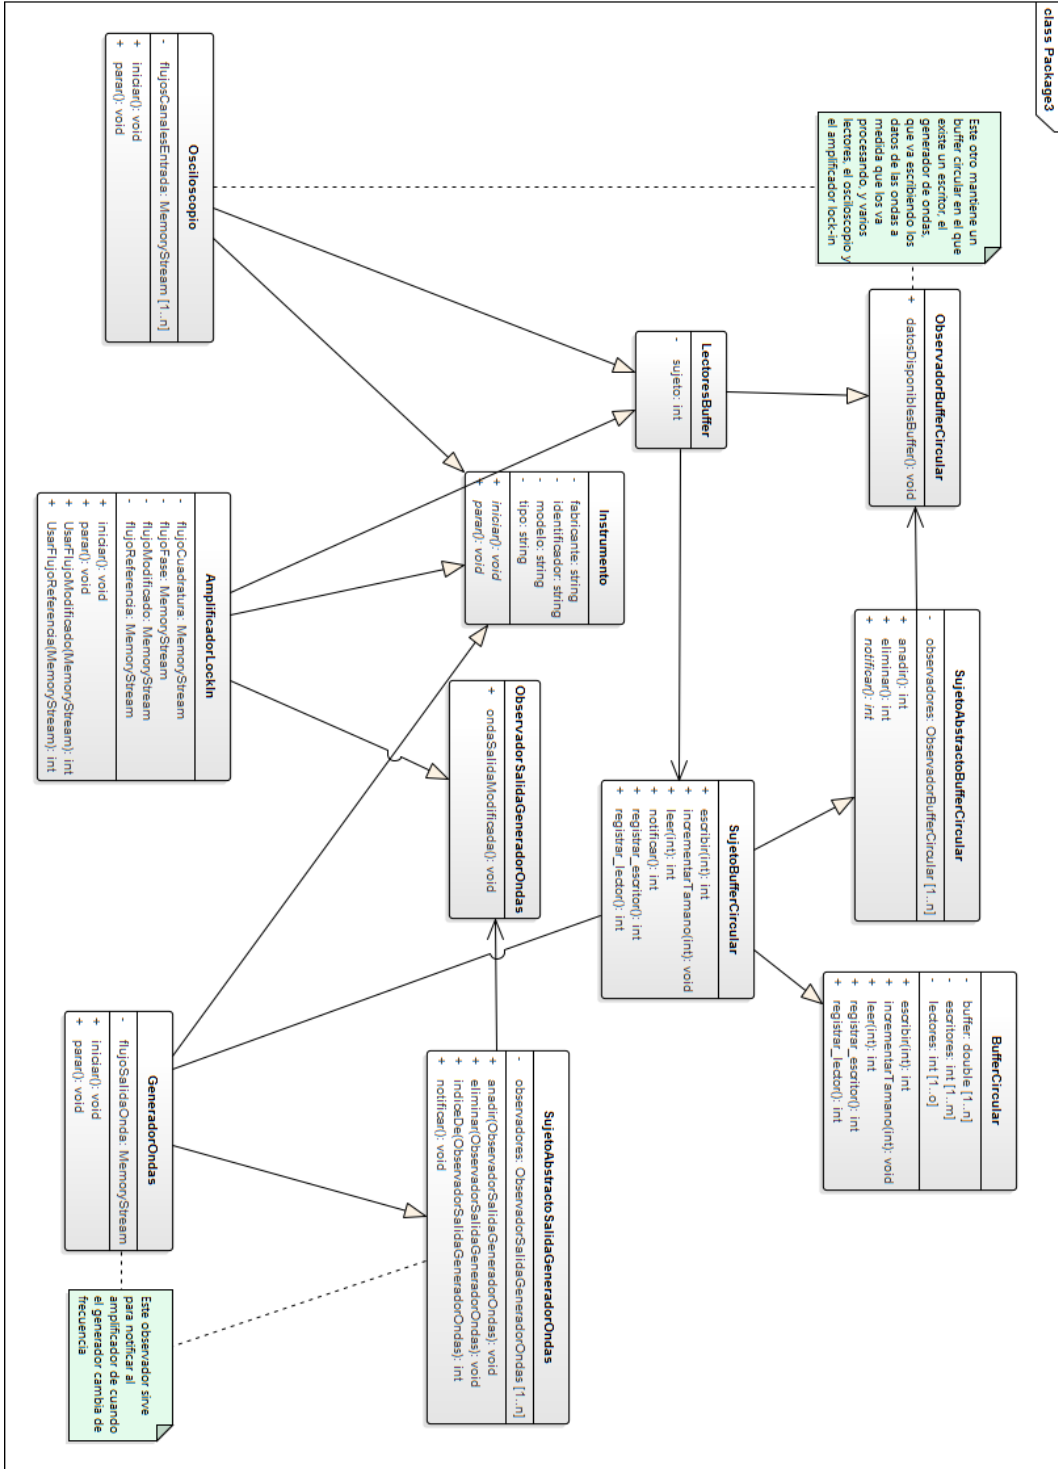 class Package3
Este otro mantiene un
buffer circular en el que
existe un escritor, el
generador de ondas,
que va escribiendo los
datos de las ondas a
medida que los va
procesando, y varios
lectores, el osciloscopio y
el amplificador lock-in
ObservadorBufferCircular
+ datosDisponiblesBuffer(): void
SujetoAbstractoBufferCircular
- observadores: ObservadorBufferCircular [1..n]
+ anadir(): int
+ eliminar(): int
+ notificar(): int
BufferCircular
- buffer: double [1..n]
- escritores: int [1..m]
- lectores: int [1..o]
+ escribir(int): int
+ incrementarTamano(int): void
+ leer(int): int
+ registrar_escritor(): int
+ registrar_lector(): int
LectoresBuffer
- sujeto: int
SujetoBufferCircular
+ escribir(int): int
+ incrementarTamano(int): void
+ leer(int): int
+ notificar(): int
+ registrar_escritor(): int
+ registrar_lector(): int
Instrumento
- fabricante: string
- identificador: string
- modelo: string
- tipo: string
+ iniciar(): void
+ parar(): void
ObservadorSalidaGeneradorOndas
+ ondaSalidaModificada(): void
SujetoAbstractoSalidaGeneradorOndas
- observadores: ObservadorSalidaGeneradorOndas [1..n]
+ anadir(ObservadorSalidaGeneradorOndas): void
+ eliminar(ObservadorSalidaGeneradorOndas): void
+ indiceDe(ObservadorSalidaGeneradorOndas): int
+ notificar(): void
Osciloscopio
- flujosCanalesEntrada: MemoryStream [1..n]
+ iniciar(): void
+ parar(): void
AmplificadorLockIn
- flujoCuadratura: MemoryStream
- flujoFase: MemoryStream
- flujoModificado: MemoryStream
- flujoReferencia: MemoryStream
+ iniciar(): void
+ parar(): void
+ UsarFlujoModificado(MemoryStream): int
+ UsarFlujoReferencia(MemoryStream): int
GeneradorOndas
- flujoSalidaOnda: MemoryStream
+ iniciar(): void
+ parar(): void
Este observador sirve
para notificar al
amplificador de cuando
el generador cambia de
frecuencia